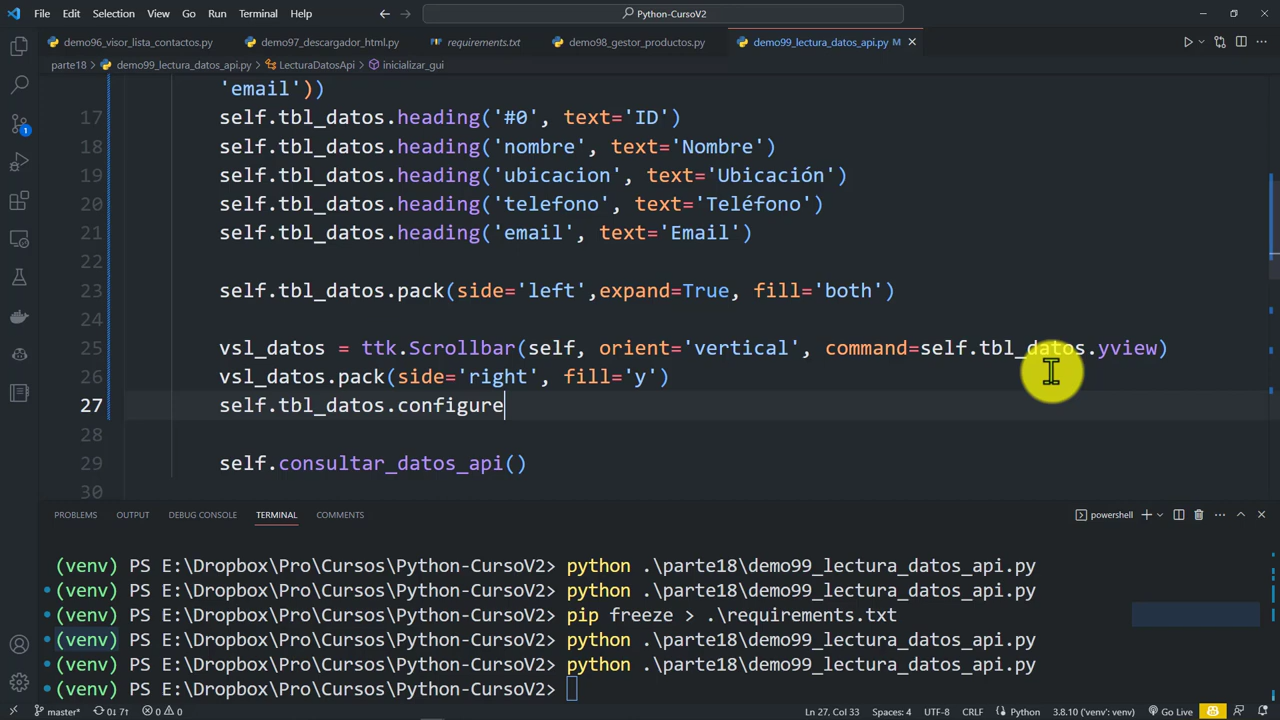 File Edit Selection View Go Run Terminal Help
Python-CursoV2
demo96_visor_lista_contactos.py demo97_descargador_html.py requirements.txt demo98_gestor_productos.py demo99_lectura_datos_api.py M
parte18 > demo99_lectura_datos_api.py > LecturaDatosApi > inicializar_gui
'email'))
17 self.tbl_datos.heading('#0', text='ID')
18 self.tbl_datos.heading('nombre', text='Nombre')
19 self.tbl_datos.heading('ubicacion', text='Ubicación')
20 self.tbl_datos.heading('telefono', text='Teléfono')
21 self.tbl_datos.heading('email', text='Email')
22
23 self.tbl_datos.pack(side='left',expand=True, fill='both')
24
25 vsl_datos = ttk.Scrollbar(self, orient='vertical', command=self.tbl_datos.yview)
26 vsl_datos.pack(side='right', fill='y')
27 self.tbl_datos.configure
28
29 self.consultar_datos_api()
30
PROBLEMS OUTPUT DEBUG CONSOLE TERMINAL COMMENTS powershell
(venv) PS E:\Dropbox\Pro\Cursos\Python-CursoV2> python .\parte18\demo99_lectura_datos_api.py
(venv) PS E:\Dropbox\Pro\Cursos\Python-CursoV2> python .\parte18\demo99_lectura_datos_api.py
(venv) PS E:\Dropbox\Pro\Cursos\Python-CursoV2> pip freeze > .\requirements.txt
(venv) PS E:\Dropbox\Pro\Cursos\Python-CursoV2> python .\parte18\demo99_lectura_datos_api.py
(venv) PS E:\Dropbox\Pro\Cursos\Python-CursoV2> python .\parte18\demo99_lectura_datos_api.py
(venv) PS E:\Dropbox\Pro\Cursos\Python-CursoV2>
master* 0↓ 7↑ 0 0 Ln 27, Col 33 Spaces: 4 UTF-8 CRLF Python 3.8.10 ('venv': venv) Go Live